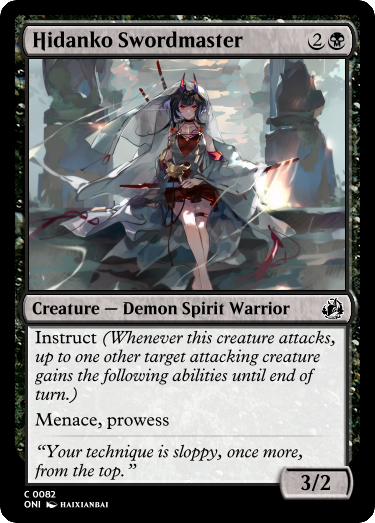 Hidanko Swordmaster 2
Creature — Demon Spirit Warrior
Instruct (Whenever this creature attacks,
up to one other target attacking creature
gains the following abilities until end of
turn.)
Menace, prowess
“Your technique is sloppy, once more,
from the top.”
3/2
C 0082
ONI HAIXIANBAI